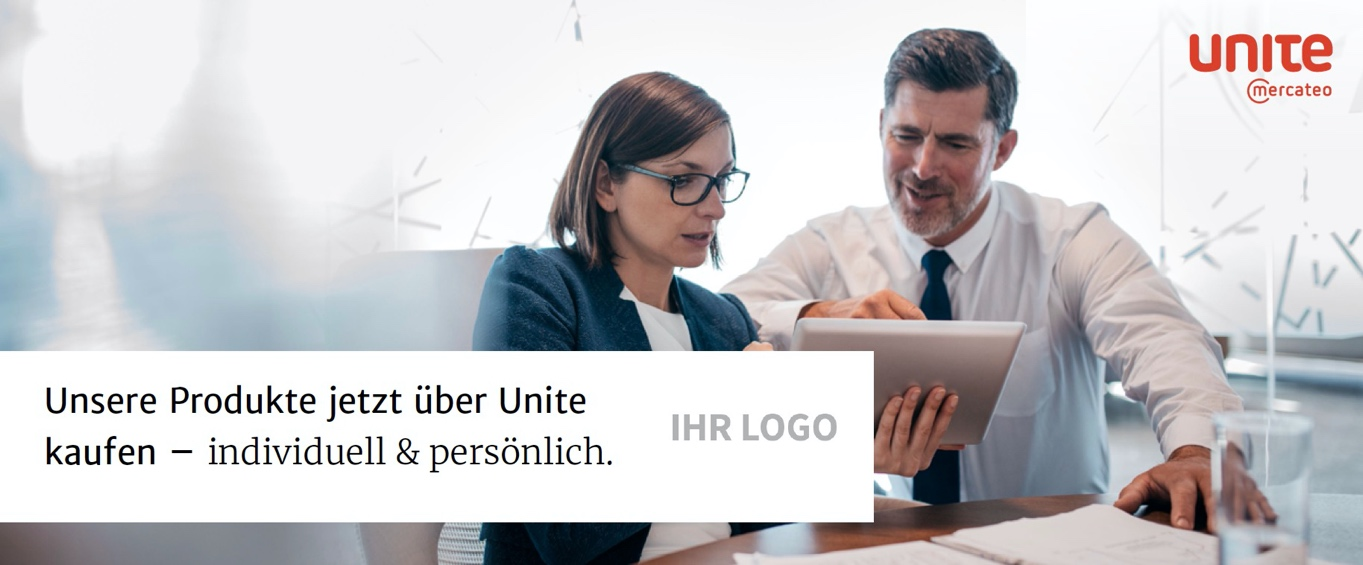 unite
mercateo
Unsere Produkte jetzt über Unite
kaufen – individuell & persönlich.
IHR LOGO